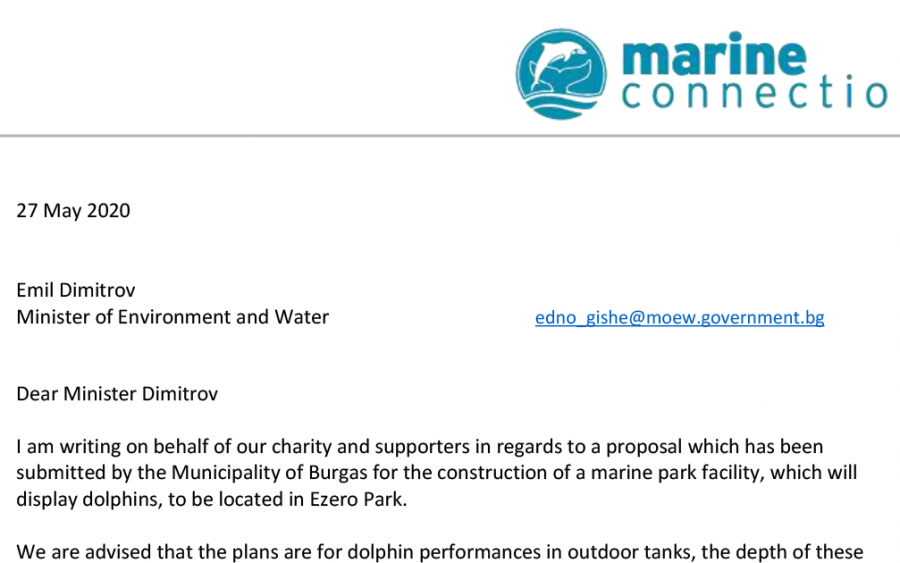 marine
connectio
27 May 2020
Emil Dimitrov
Minister of Environment and Water edno_gishe@moew.government.bg
Dear Minister Dimitrov
I am writing on behalf of our charity and supporters in regards to a proposal which has been
submitted by the Municipality of Burgas for the construction of a marine park facility, which will
display dolphins, to be located in Ezero Park.
We are advised that the plans are for dolphin performances in outdoor tanks, the depth of these